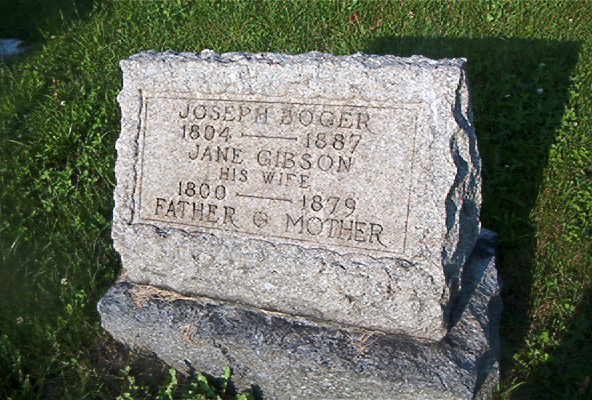 JOSEPH BOGER
1804 — 1887
JANE GIBSON
HIS WIFE
1800 — 1879
FATHER & MOTHER